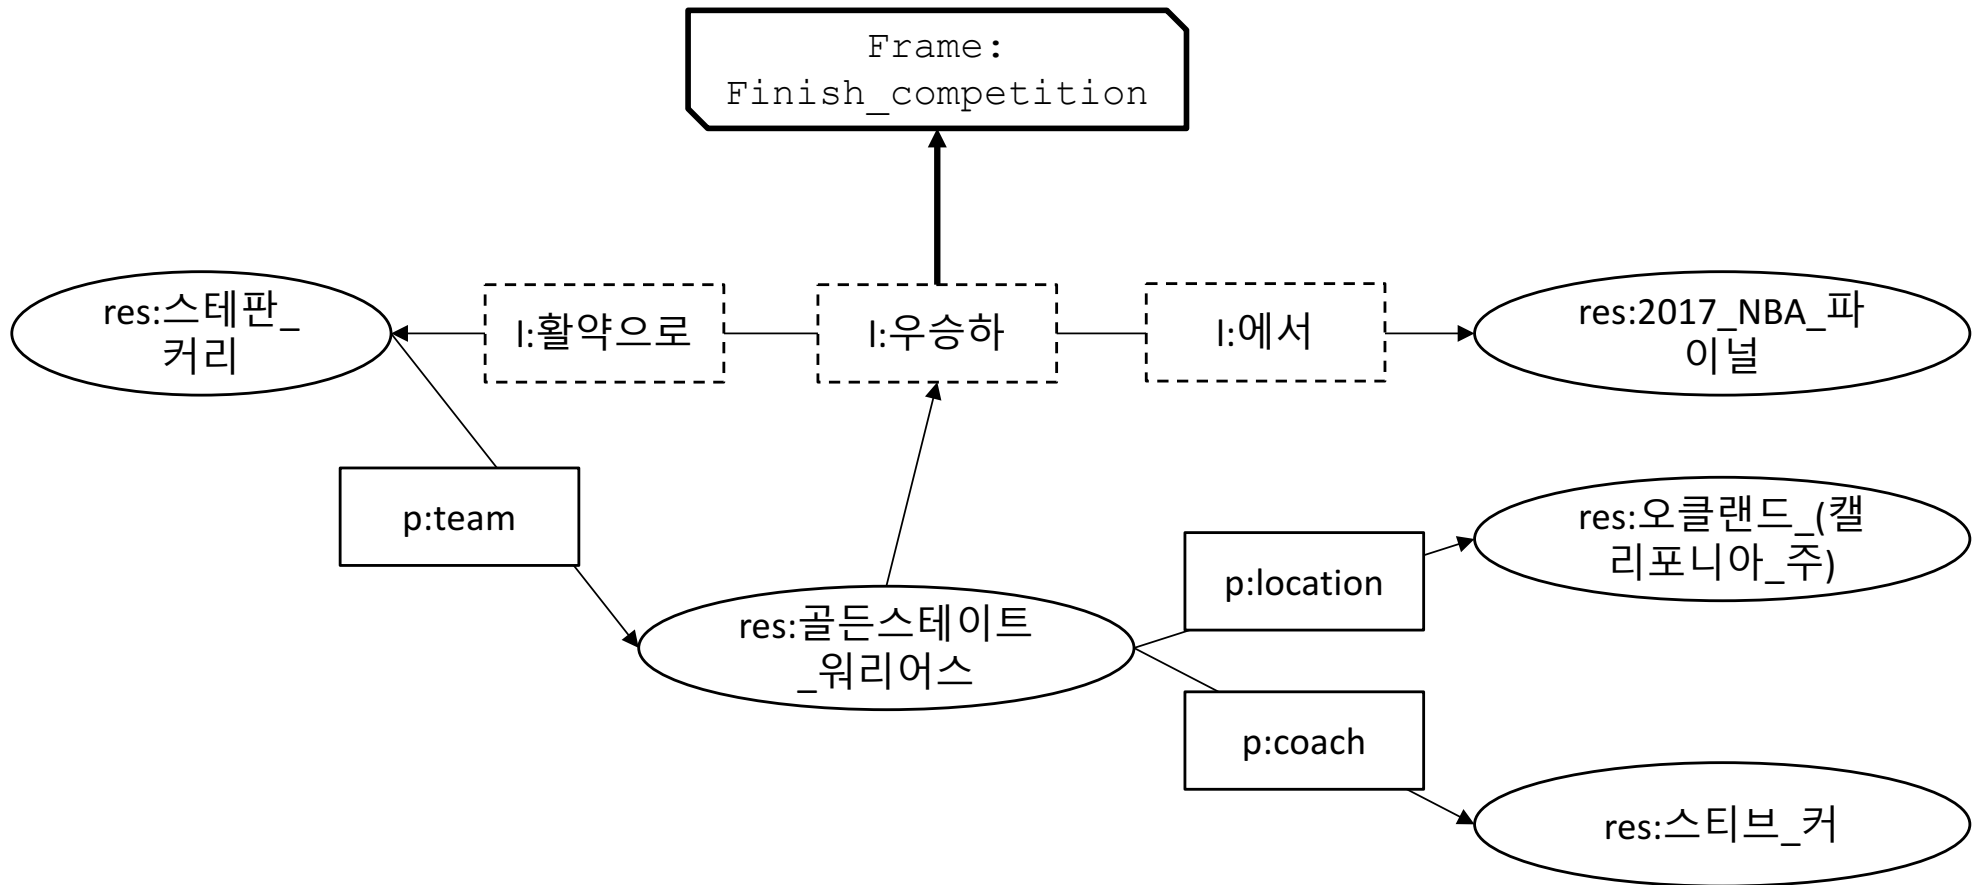 Frame:
Finish_competition
res:스테판_
커리
l:활약으로
l:우승하
l:에서
res:2017_NBA_파
이널
p:team
res:오클랜드_(캘
리포니아_주)
p:location
res:골든스테이트
_워리어스
p:coach
res:스티브_커